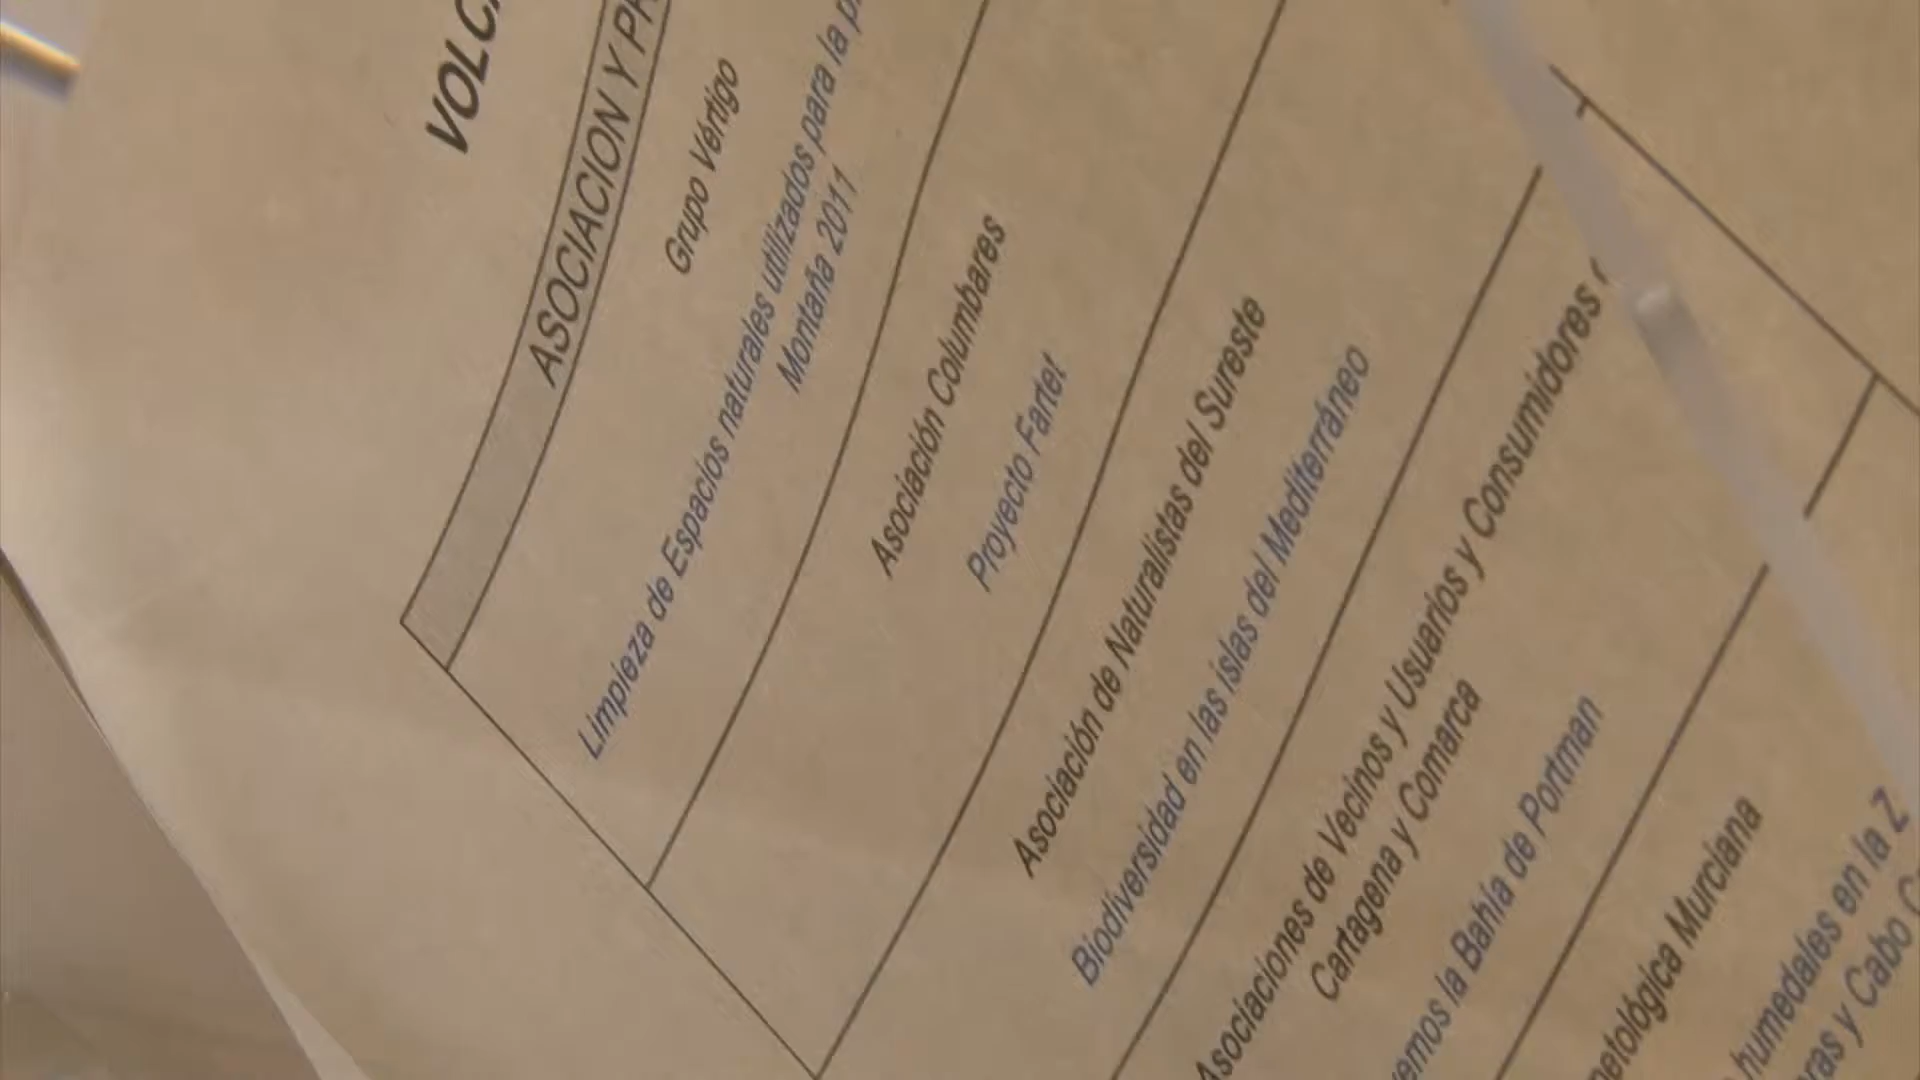 ASOCIACION Y
Grupo Vértigo
Limpieza de Espacios naturales utilizados para la
Montaña 2011
Asociación Columbares
Proyecto Fartet
Asociación de Naturalistas del Sureste
Biodiversidad en las islas del Mediterráneo
Asociaciones de Vecinos y Usuarios y Consumidores
Cartagena y Comarca
la Bahía de Portman
Murciana
humedales en la
y Cabo